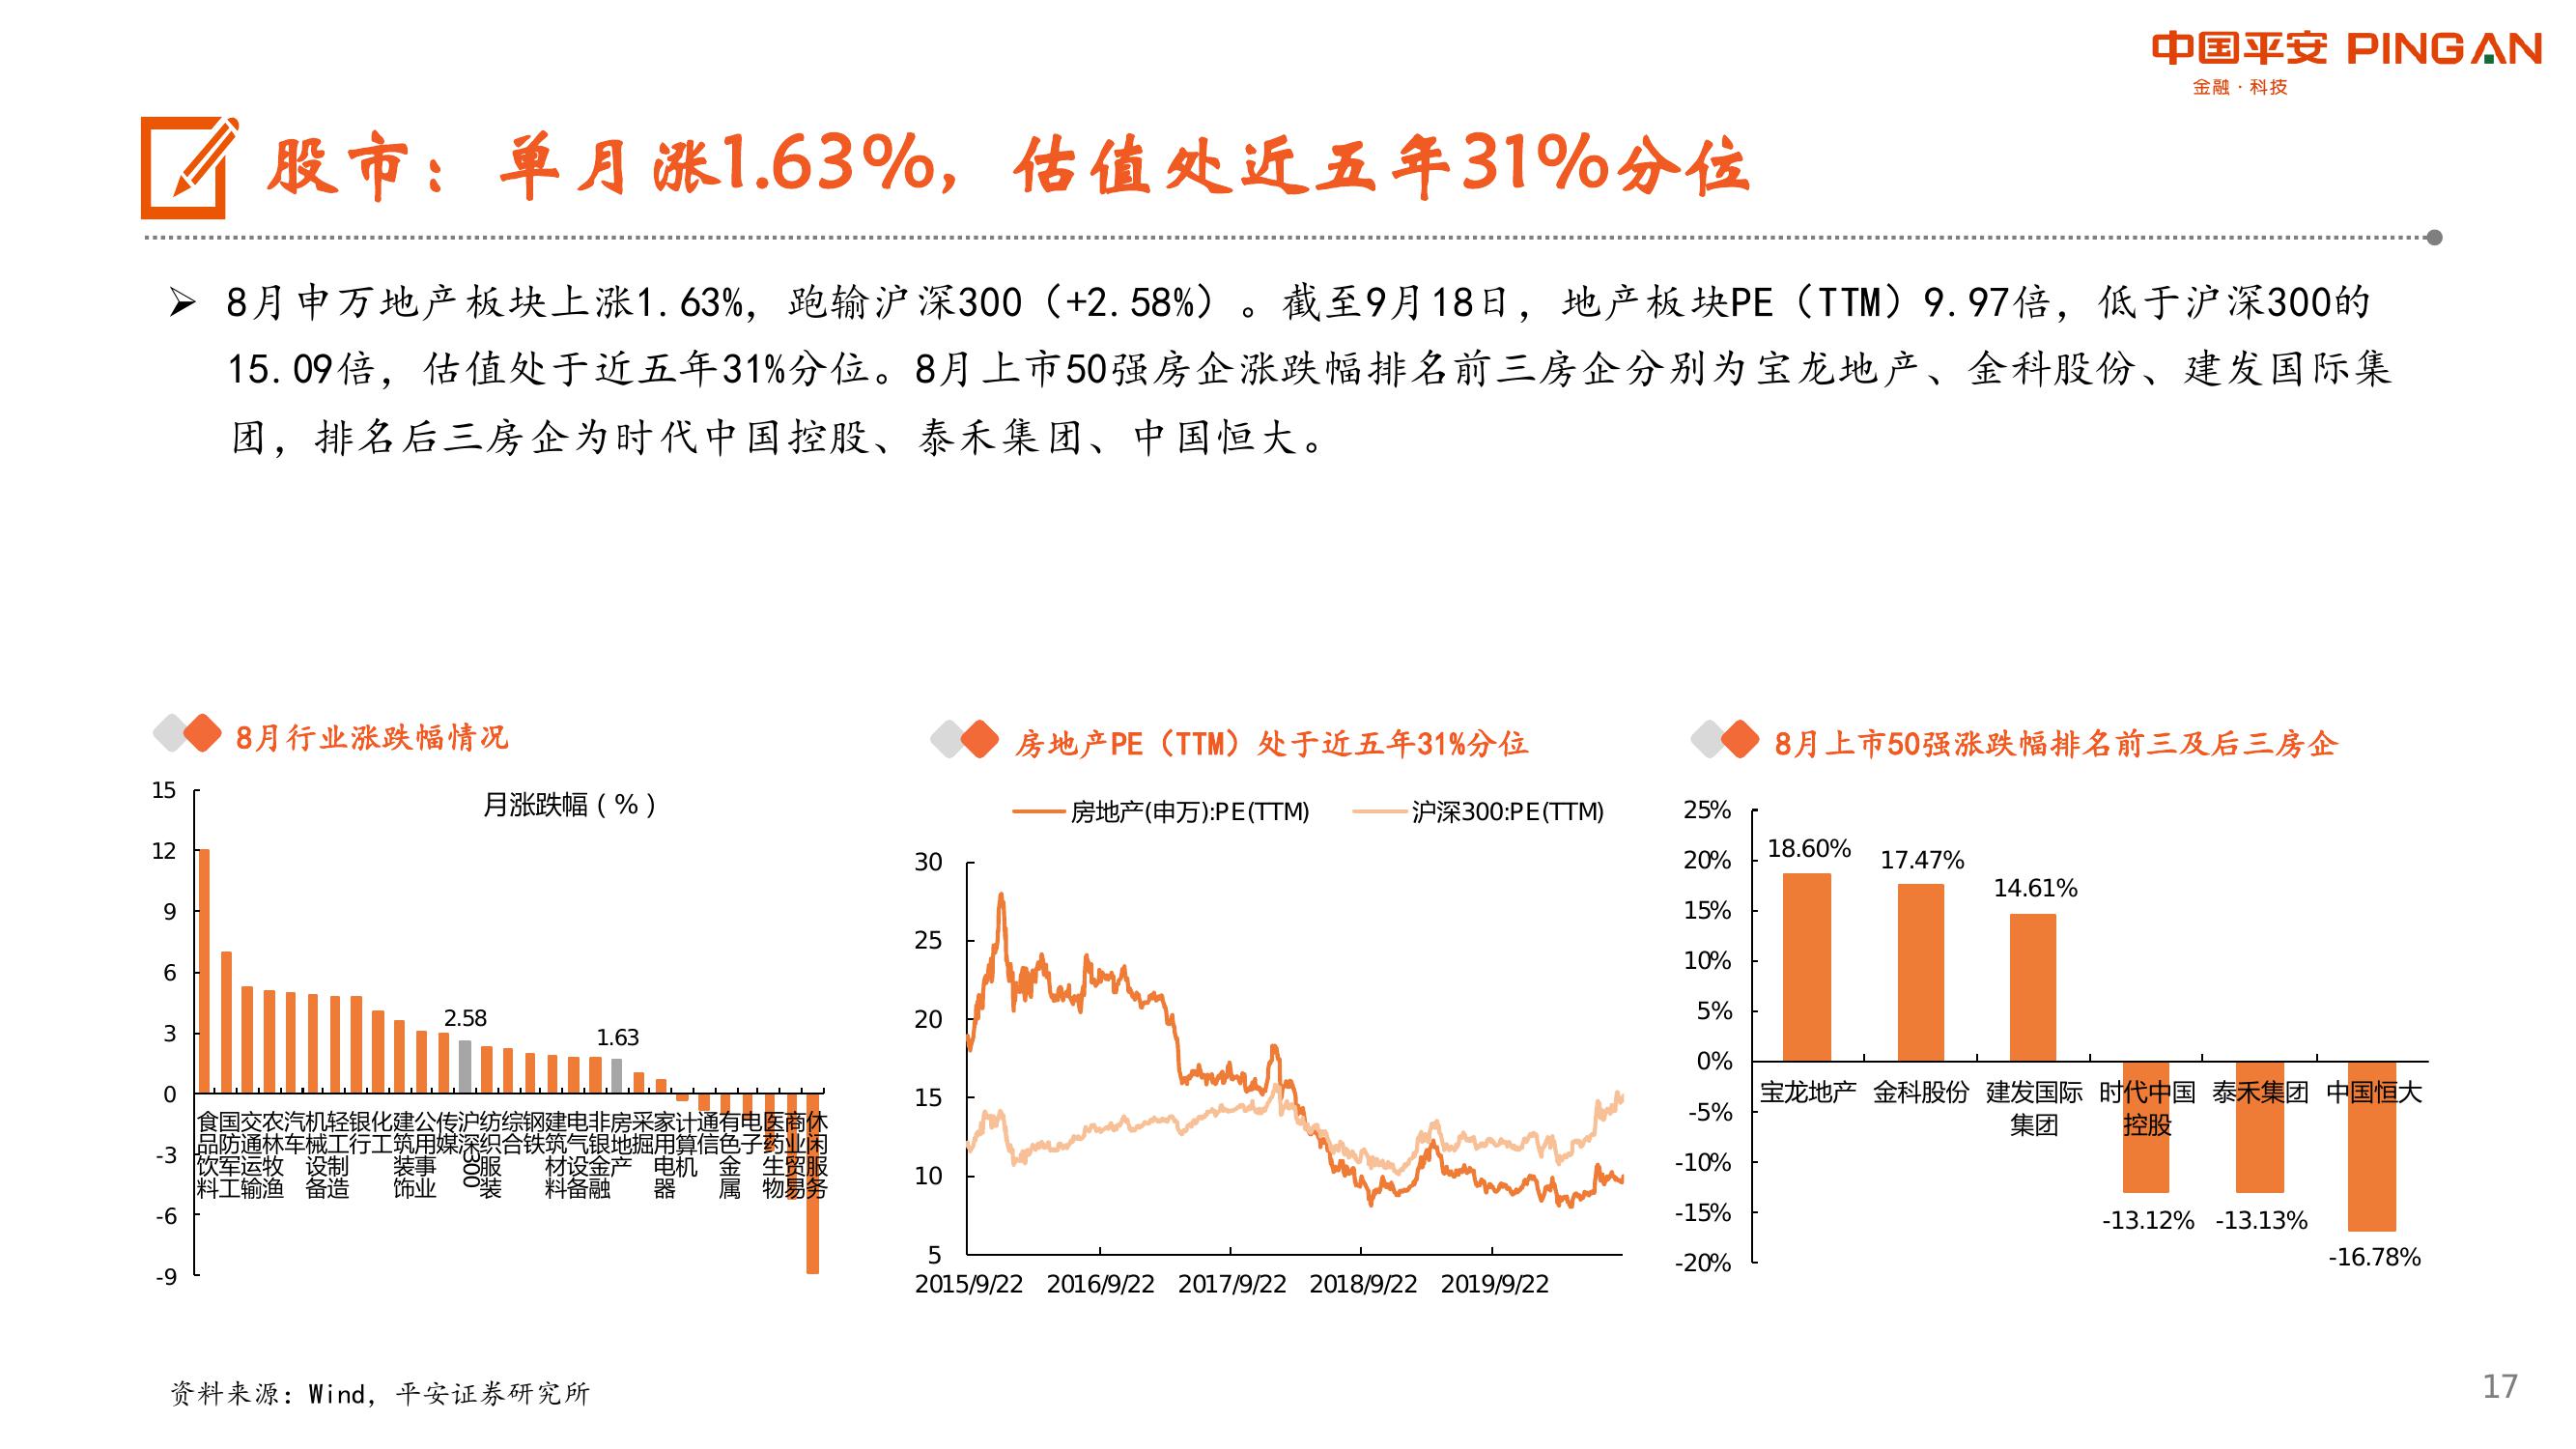 中国平安 PING AN
金融·科技
股市：单月涨1.63%，估值处近五年31%分位
➢ 8月申万地产板块上涨1.63%，跑输沪深300（+2.58%）。截至9月18日，地产板块PE（TTM）9.97倍，低于沪深300的
15.09倍，估值处于近五年31%分位。8月上市50强房企涨跌幅排名前三房企分别为宝龙地产、金科股份、建发国际集
团，排名后三房企为时代中国控股、泰禾集团、中国恒大。
8月行业涨跌幅情况
月涨跌幅（%）
15
12
9
6
3
0
-3
-6
-9
2.58
1.63
食品饮料
国防军工
交通运输
农林牧渔
汽车
机械设备
轻工制造
银行
化工
建筑装饰
公用事业
传媒
沪深300
纺织服装
综合
钢铁
建筑材料
电气设备
非银金融
房地产
采掘
家用电器
计算机
通信
有色金属
电子
医药生物
商业贸易
休闲服务
房地产PE（TTM）处于近五年31%分位
房地产(申万):PE(TTM)
沪深300:PE(TTM)
30
25
20
15
10
5
2015/9/22 2016/9/22 2017/9/22 2018/9/22 2019/9/22
8月上市50强涨跌幅排名前三及后三房企
25%
20%
15%
10%
5%
0%
-5%
-10%
-15%
-20%
18.60%
17.47%
14.61%
宝龙地产
金科股份
建发国际
集团
时代中国
控股
泰禾集团
中国恒大
-13.12%
-13.13%
-16.78%
资料来源：Wind，平安证券研究所
17